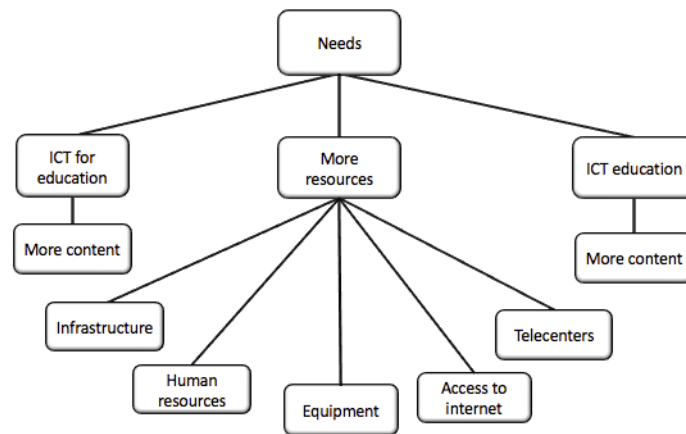 Needs
ICT for
education
More
resources
ICT education
More content
More content
Infrastructure
Telecenters
Human
resources
Equipment
Access to
internet